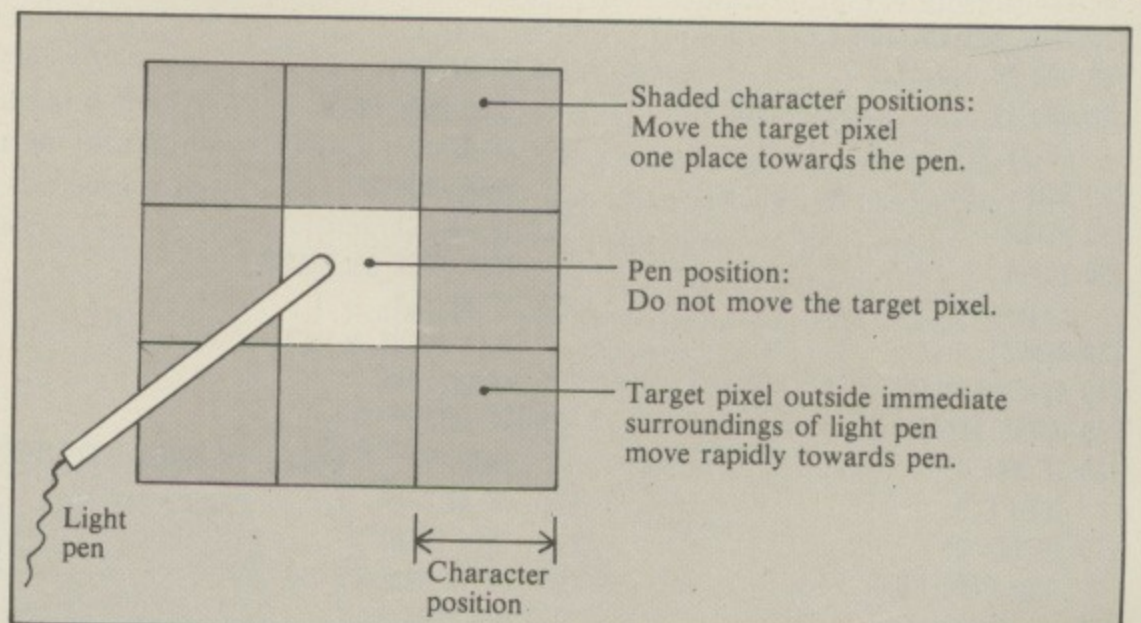 Shaded character positions:
Move the target pixel
one place towards the pen.
Pen position:
Do not move the target pixel.
Target pixel outside immediate
surroundings of light pen
move rapidly towards pen.
Light
pen
Character
position